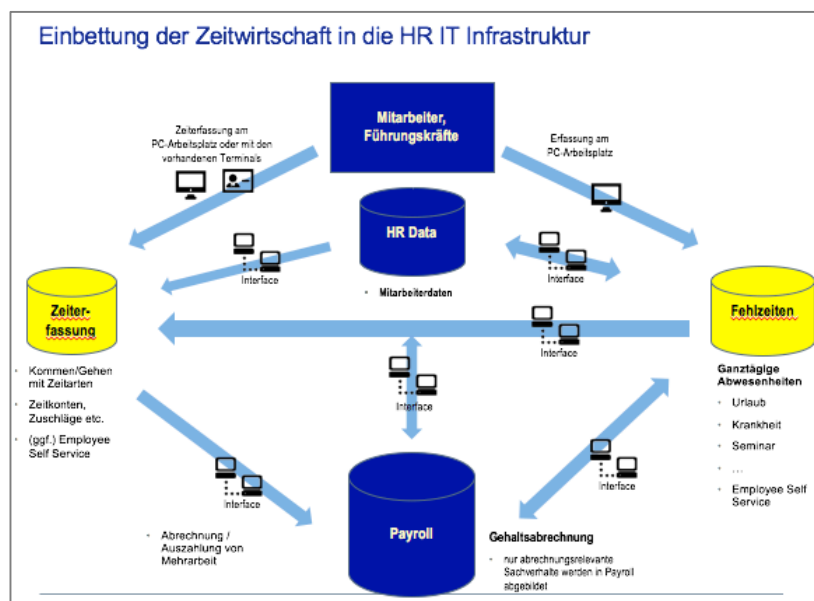 Einbettung der Zeitwirtschaft in die HR IT Infrastruktur
Mitarbeiter,
Führungskräfte
Zeiterfassung am
PC-Arbeitsplatz oder mit den
vorhandenen Terminals
Erfassung am
PC-Arbeitsplatz
HR Data
Interface
Interface
• Mitarbeiterdaten
Zeiter-
fassung
Fehlzeiten
Interface
• Kommen/Gehen
mit Zeitarten
• Zeitkonten,
Zuschläge etc.
• (ggf.) Employee
Self Service
Interface
Ganztägige
Abwesenheiten
• Urlaub
• Krankheit
• Seminar
• ...
• Employee Self
Service
Interface
Interface
Payroll
• Abrechnung /
Auszahlung von
Mehrarbeit
Gehaltsabrechnung
• nur abrechnungsrelevante
Sachverhalte werden in Payroll
abgebildet